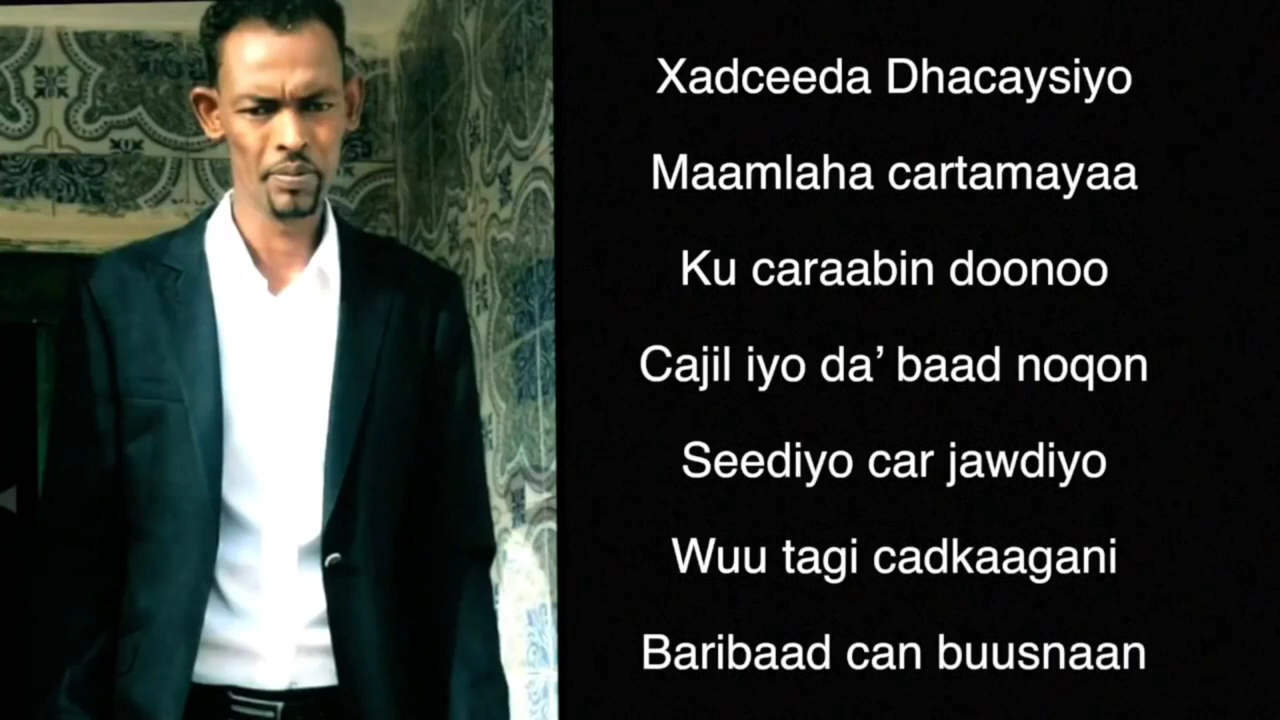 Xadceeda Dhacaysiyo
Maamlaha cartamayaa
Ku caraabin doonoo
Cajil iyo da’ baad noqon
Seediyo car jawdiyo
Wuu tagi cadkaagani
Baribaad can buusnaan